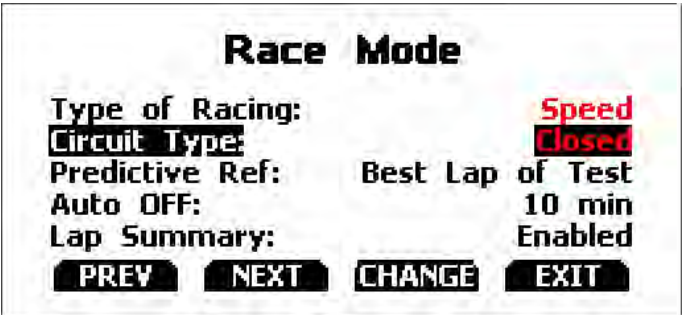 Race Mode
Type of Racing: Speed
Circuit Type: Closed
Predictive Ref: Best Lap of Test
Auto OFF: 10 min
Lap Summary: Enabled
PREV NEXT CHANGE EXIT